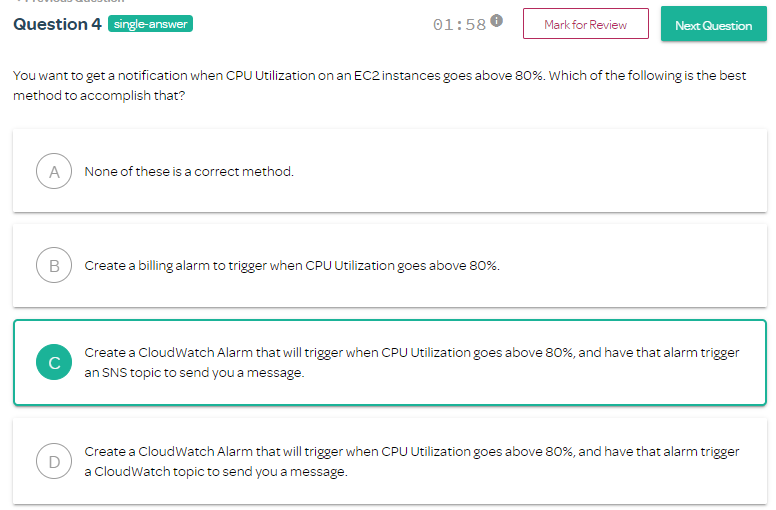 Question 4 single-answer 01:58 Mark for Review Next Question
You want to get a notification when CPU Utilization on an EC2 instances goes above 80%. Which of the following is the best
method to accomplish that?
A None of these is a correct method.
B Create a billing alarm to trigger when CPU Utilization goes above 80%.
C Create a CloudWatch Alarm that will trigger when CPU Utilization goes above 80%, and have that alarm trigger
an SNS topic to send you a message.
D Create a CloudWatch Alarm that will trigger when CPU Utilization goes above 80%, and have that alarm trigger
a CloudWatch topic to send you a message.